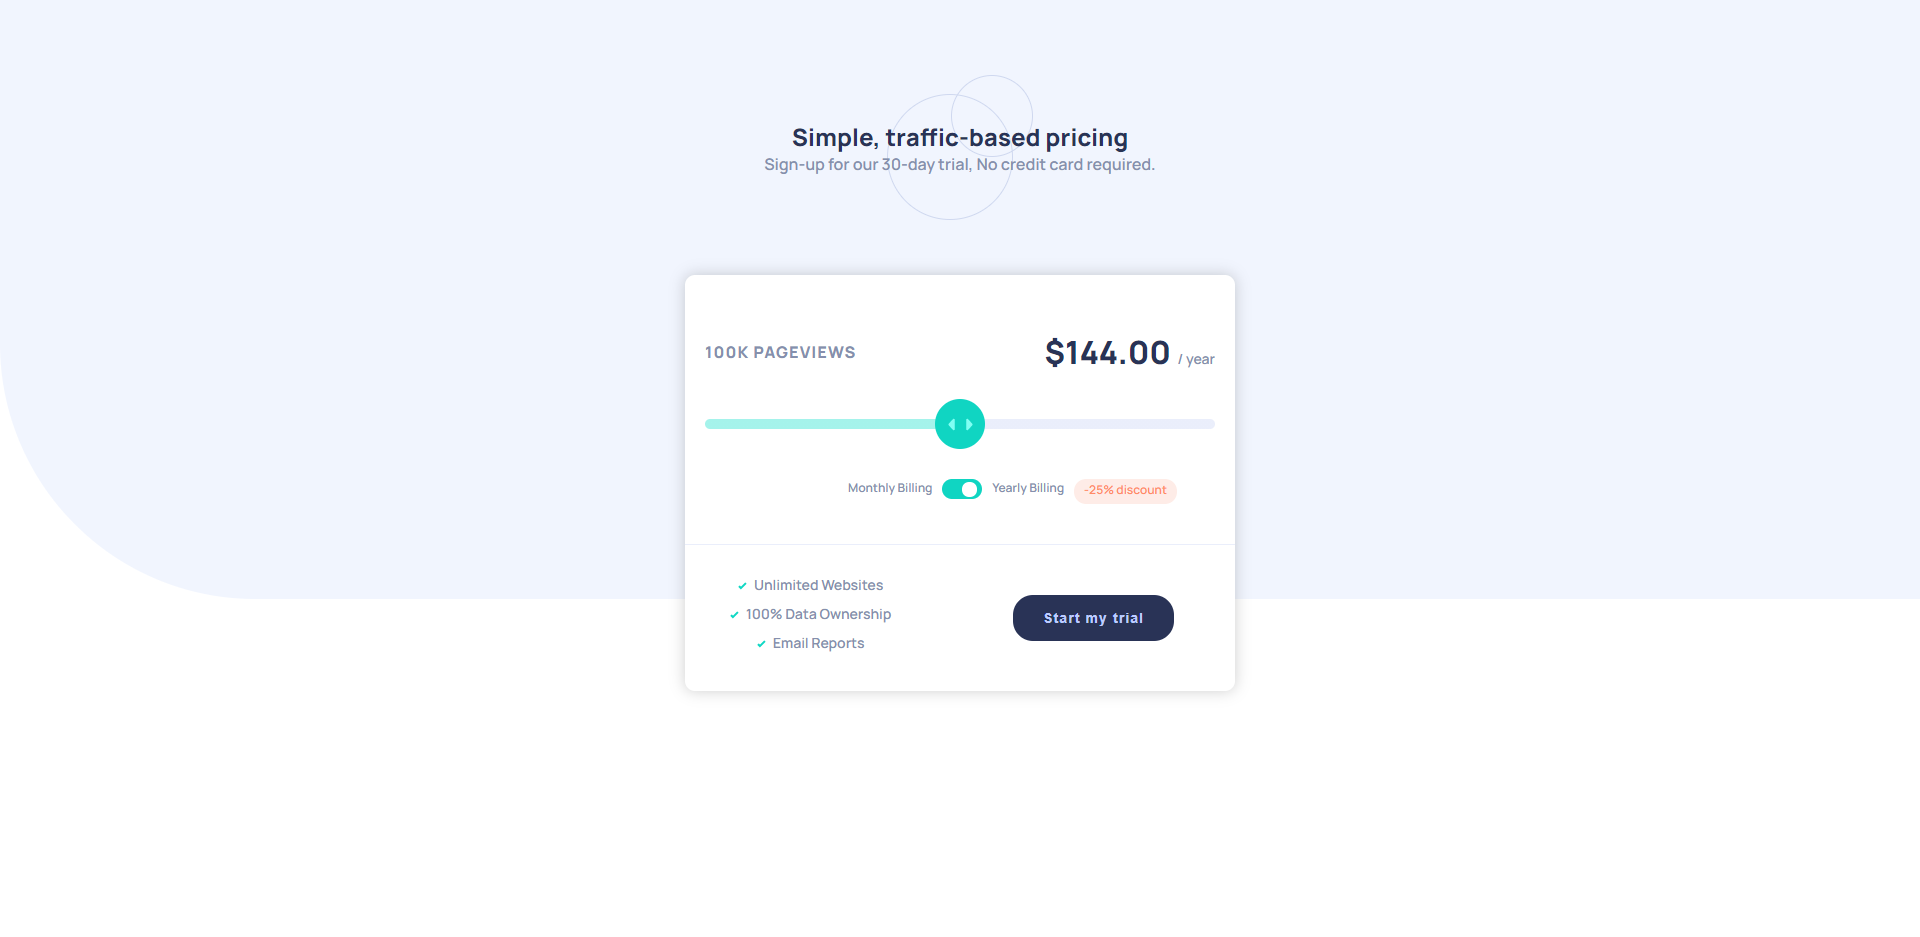 Simple, traffic-based pricing
Sign-up for our 30-day trial, No credit card required.
100K PAGEVIEWS
$144.00 / year
Monthly Billing Yearly Billing -25% discount
Unlimited Websites
100% Data Ownership
Email Reports
Start my trial